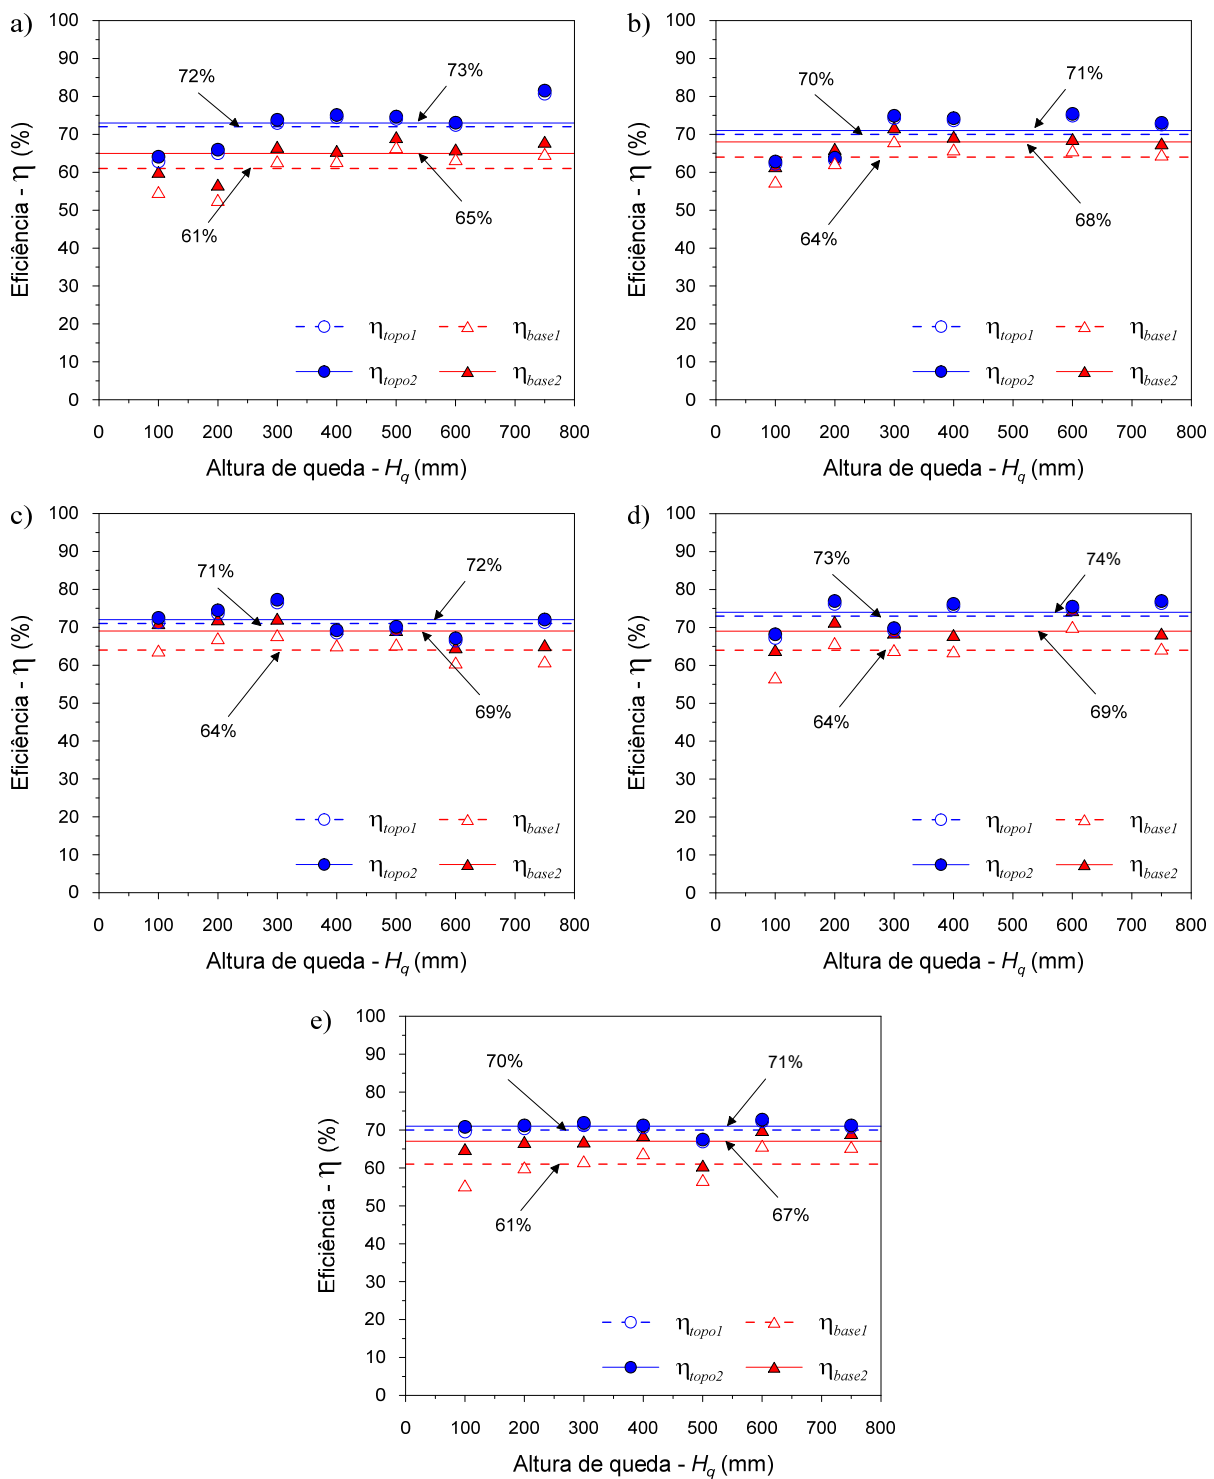 a)
100
90
80
70
60
50
40
30
20
10
0
Eficiência - η (%)
72%
73%
61%
65%
ηtopo1
ηbase1
ηtopo2
ηbase2
0 100 200 300 400 500 600 700 800
Altura de queda - Hq (mm)
b)
100
90
80
70
60
50
40
30
20
10
0
Eficiência - η (%)
70%
71%
64%
68%
ηtopo1
ηbase1
ηtopo2
ηbase2
0 100 200 300 400 500 600 700 800
Altura de queda - Hq (mm)
c)
100
90
80
70
60
50
40
30
20
10
0
Eficiência - η (%)
71%
72%
64%
69%
ηtopo1
ηbase1
ηtopo2
ηbase2
0 100 200 300 400 500 600 700 800
Altura de queda - Hq (mm)
d)
100
90
80
70
60
50
40
30
20
10
0
Eficiência - η (%)
73%
74%
64%
69%
ηtopo1
ηbase1
ηtopo2
ηbase2
0 100 200 300 400 500 600 700 800
Altura de queda - Hq (mm)
e)
100
90
80
70
60
50
40
30
20
10
0
Eficiência - η (%)
70%
71%
61%
67%
ηtopo1
ηbase1
ηtopo2
ηbase2
0 100 200 300 400 500 600 700 800
Altura de queda - Hq (mm)